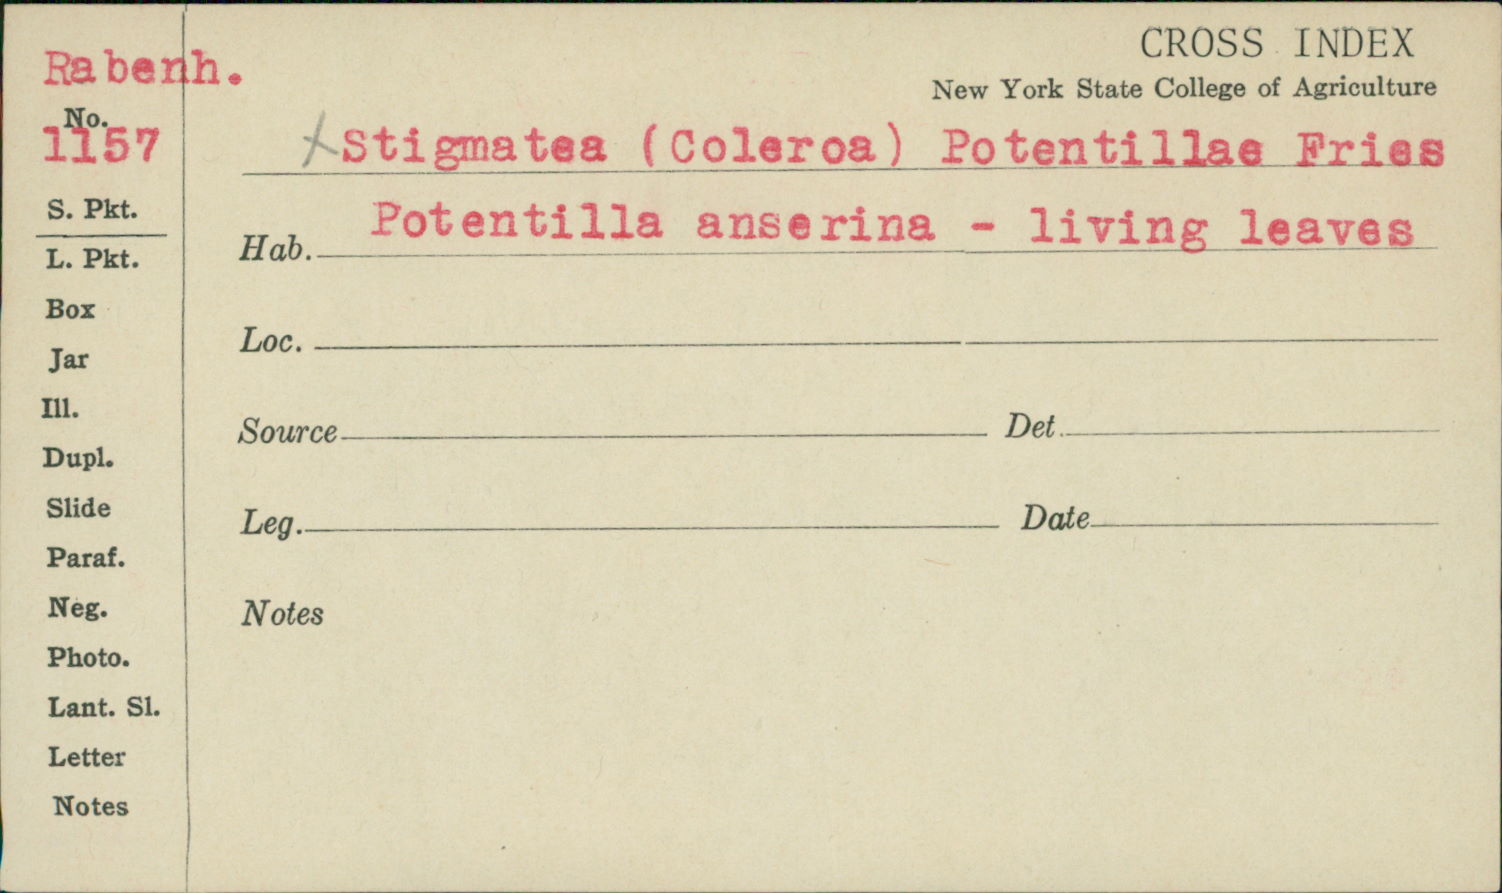 Rabenh.
CROSS INDEX
New York State College of Agriculture
No.
1157
Stigmatea (Coleroa) Potentillae Fries
S. Pkt.
Hab. Potentilla anserina - living leaves
L. Pkt.
Box
Loc.
Jar
Ill.
Source Det.
Dupl.
Slide
Leg. Date
Paraf.
Neg.
Notes
Photo.
Lant. Sl.
Letter
Notes